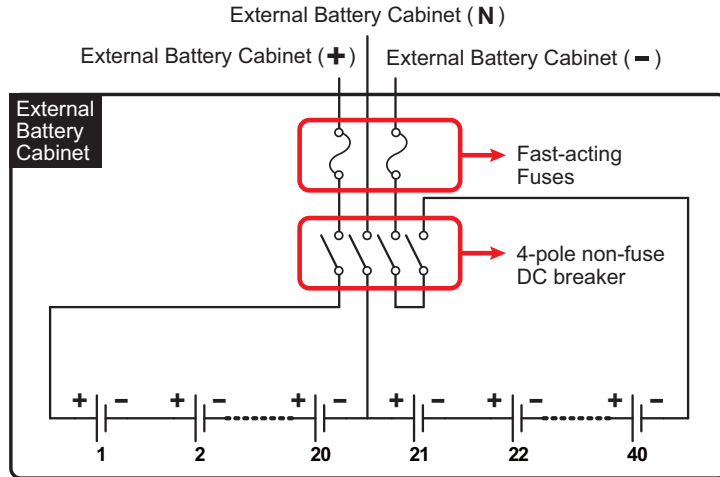 External Battery Cabinet (N)
External Battery Cabinet (+)
External Battery Cabinet (−)
External
Battery
Cabinet
Fast-acting
Fuses
4-pole non-fuse
DC breaker
+ − + − + − + − + − + −
1 2 20 21 22 40